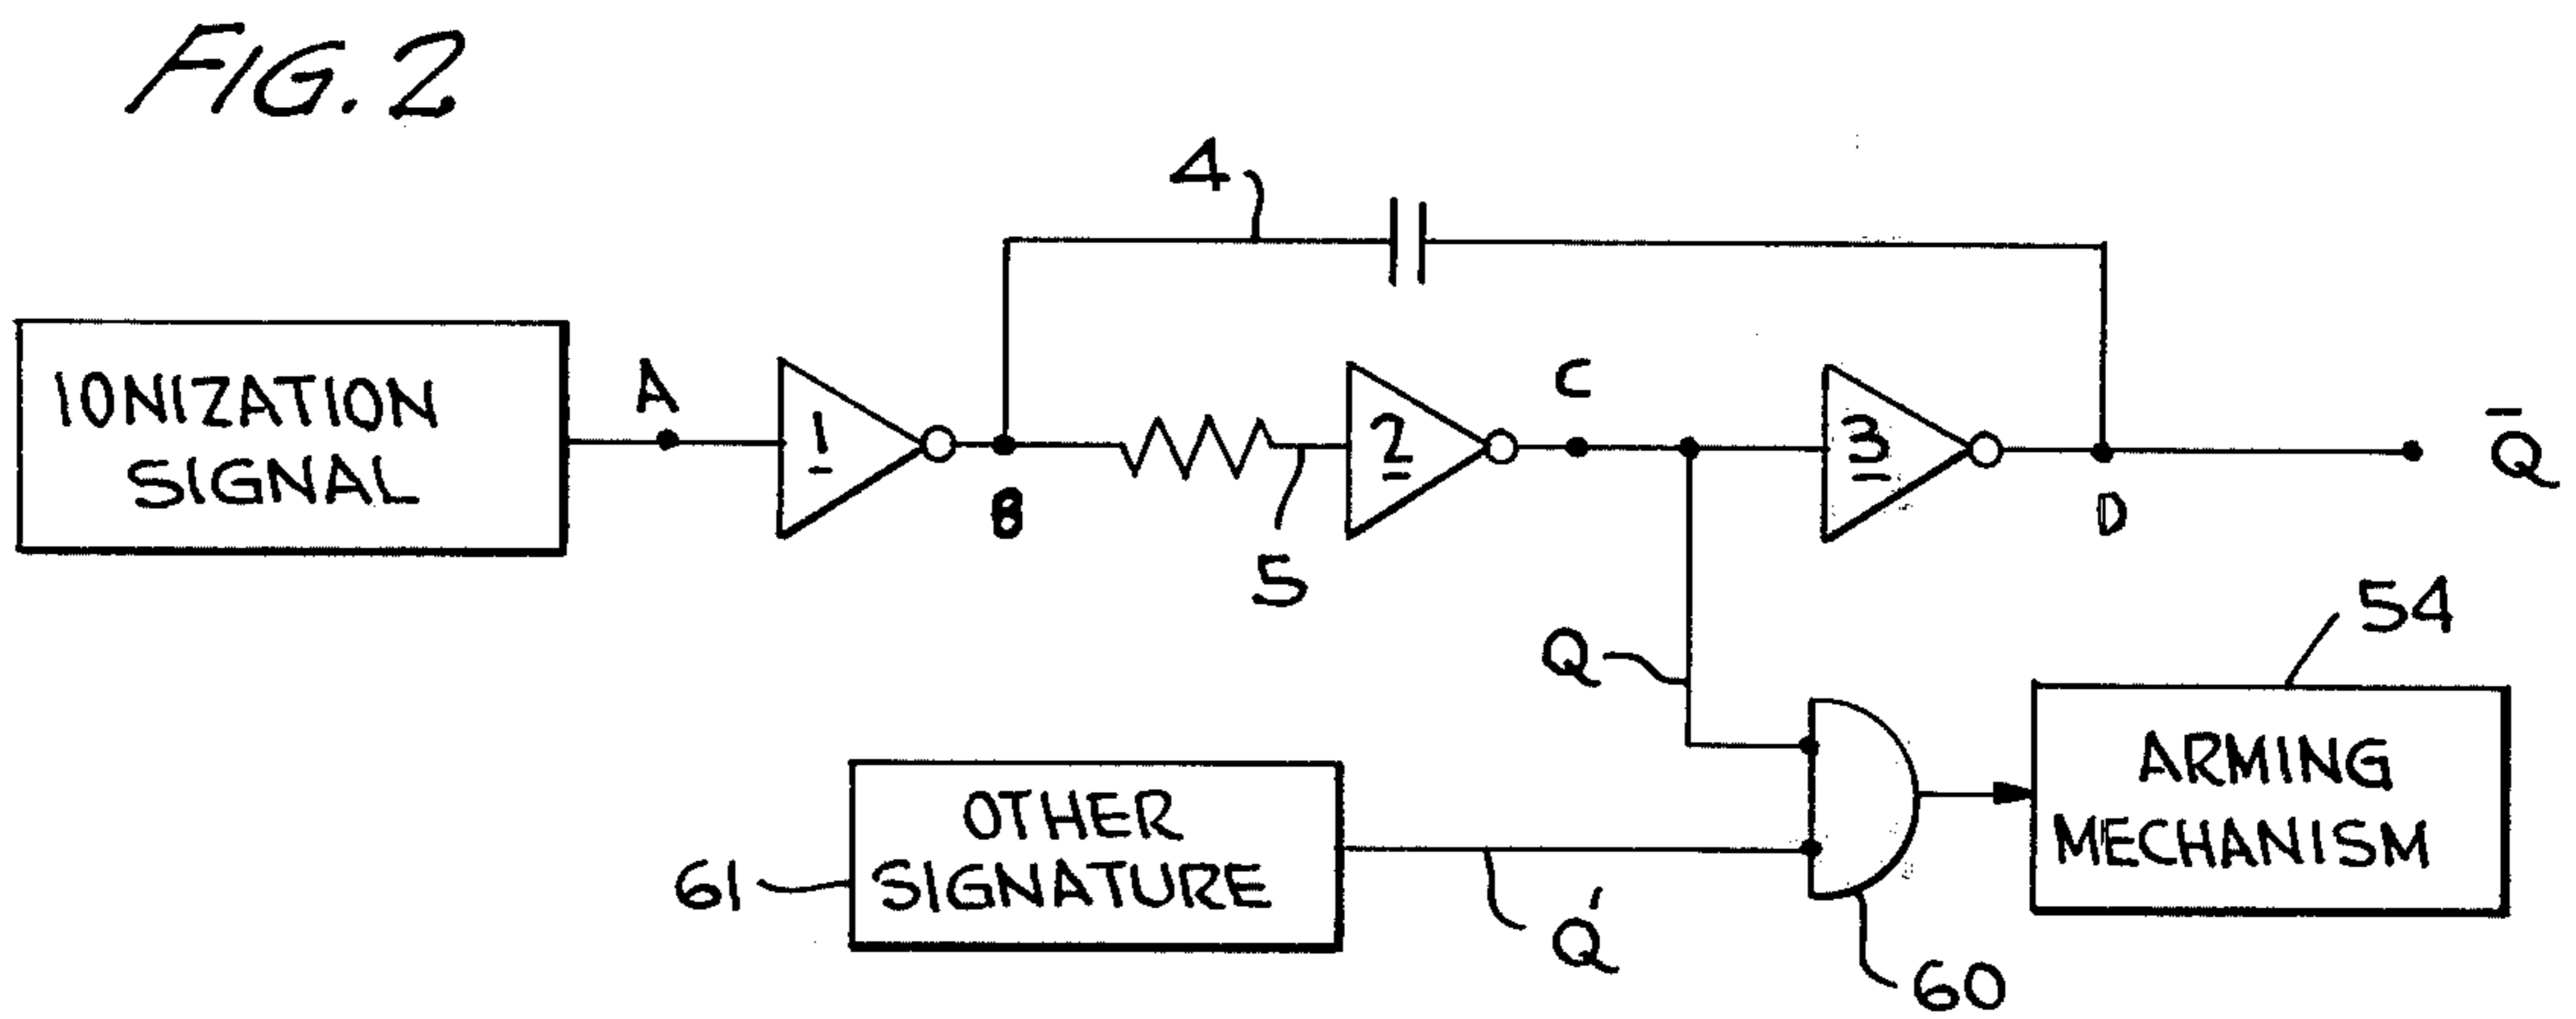 FIG. 2
4
IONIZATION
SIGNAL
A
1
B
5
2
C
3
D
Q̅
Q
54
ARMING
MECHANISM
OTHER
SIGNATURE
61
Q'
60